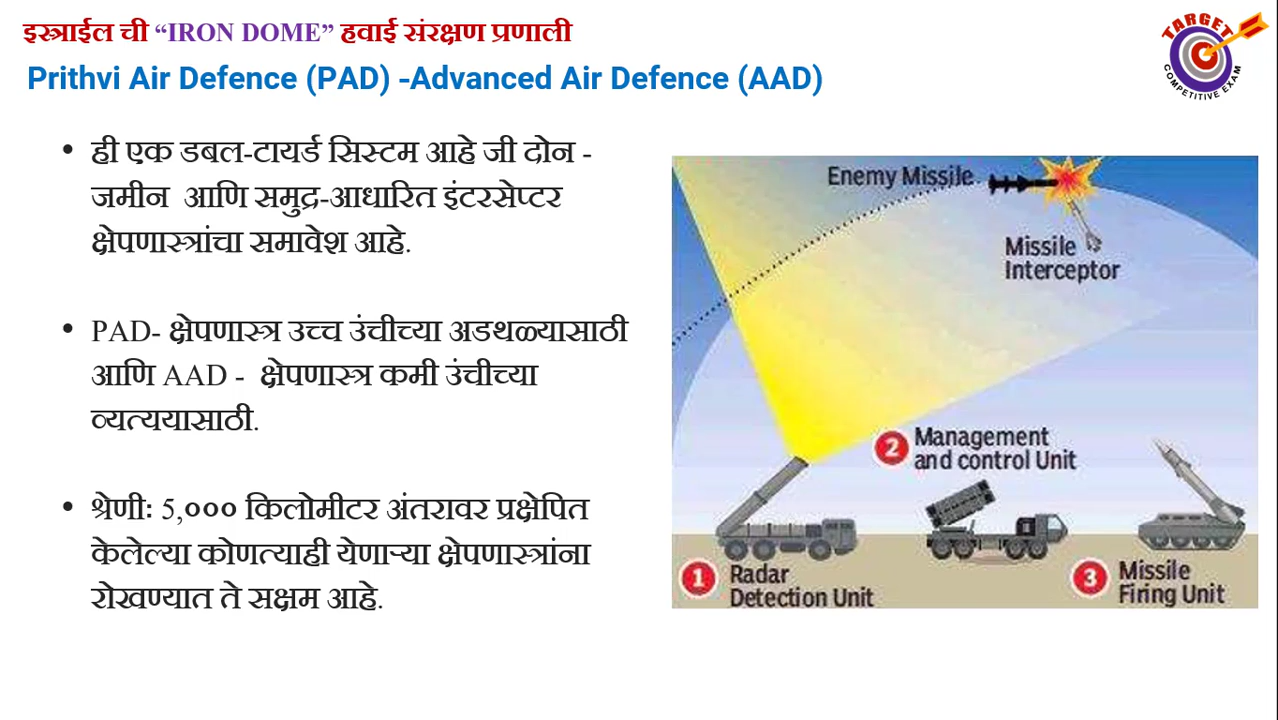 इस्त्राईल ची “IRON DOME” हवाई संरक्षण प्रणाली
Prithvi Air Defence (PAD) -Advanced Air Defence (AAD)
TARGET
COMPETITIVE EXAM
• ही एक डबल-टायर्ड सिस्टम आहे जी दोन -
जमीन आणि समुद्र-आधारित इंटरसेप्टर
क्षेपणास्त्रांचा समावेश आहे.
• PAD- क्षेपणास्त्र उच्च उंचीच्या अडथळ्यासाठी
आणि AAD - क्षेपणास्त्र कमी उंचीच्या
व्यत्ययासाठी.
• श्रेणी: 5,००० किलोमीटर अंतरावर प्रक्षेपित
केलेल्या कोणत्याही येणाऱ्या क्षेपणास्त्रांना
रोखण्यात ते सक्षम आहे.
Enemy Missile
Missile
Interceptor
2 Management
and control Unit
1 Radar
Detection Unit
3 Missile
Firing Unit